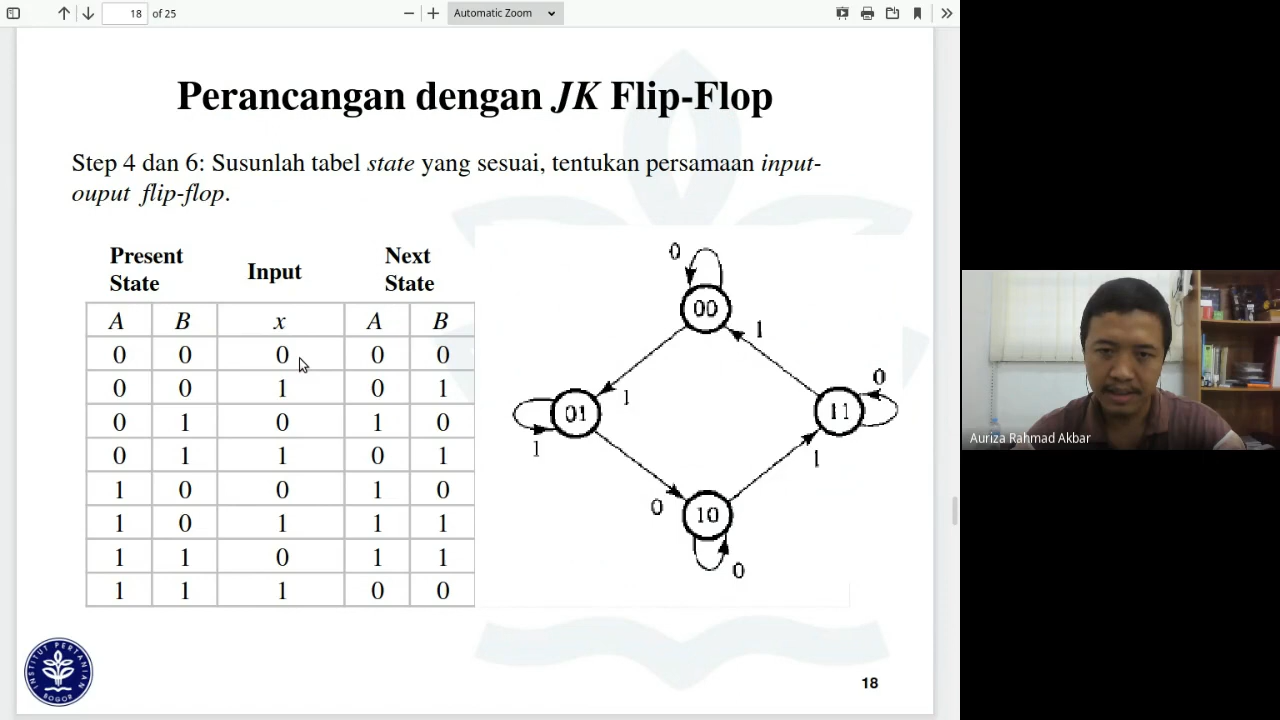 18 of 25
Automatic Zoom
Perancangan dengan JK Flip-Flop
Step 4 dan 6: Susunlah tabel state yang sesuai, tentukan persamaan input-
ouput flip-flop.
Present State Input Next State
A B x A B
0 0 0 0 0
0 0 1 0 1
0 1 0 1 0
0 1 1 0 1
1 0 0 1 0
1 0 1 1 1
1 1 0 1 1
1 1 1 0 0
0
00
1
1
01
1
11
0
0
1
10
0
INSTITUT PERTANIAN
BOGOR
18
Auriza Rahmad Akbar